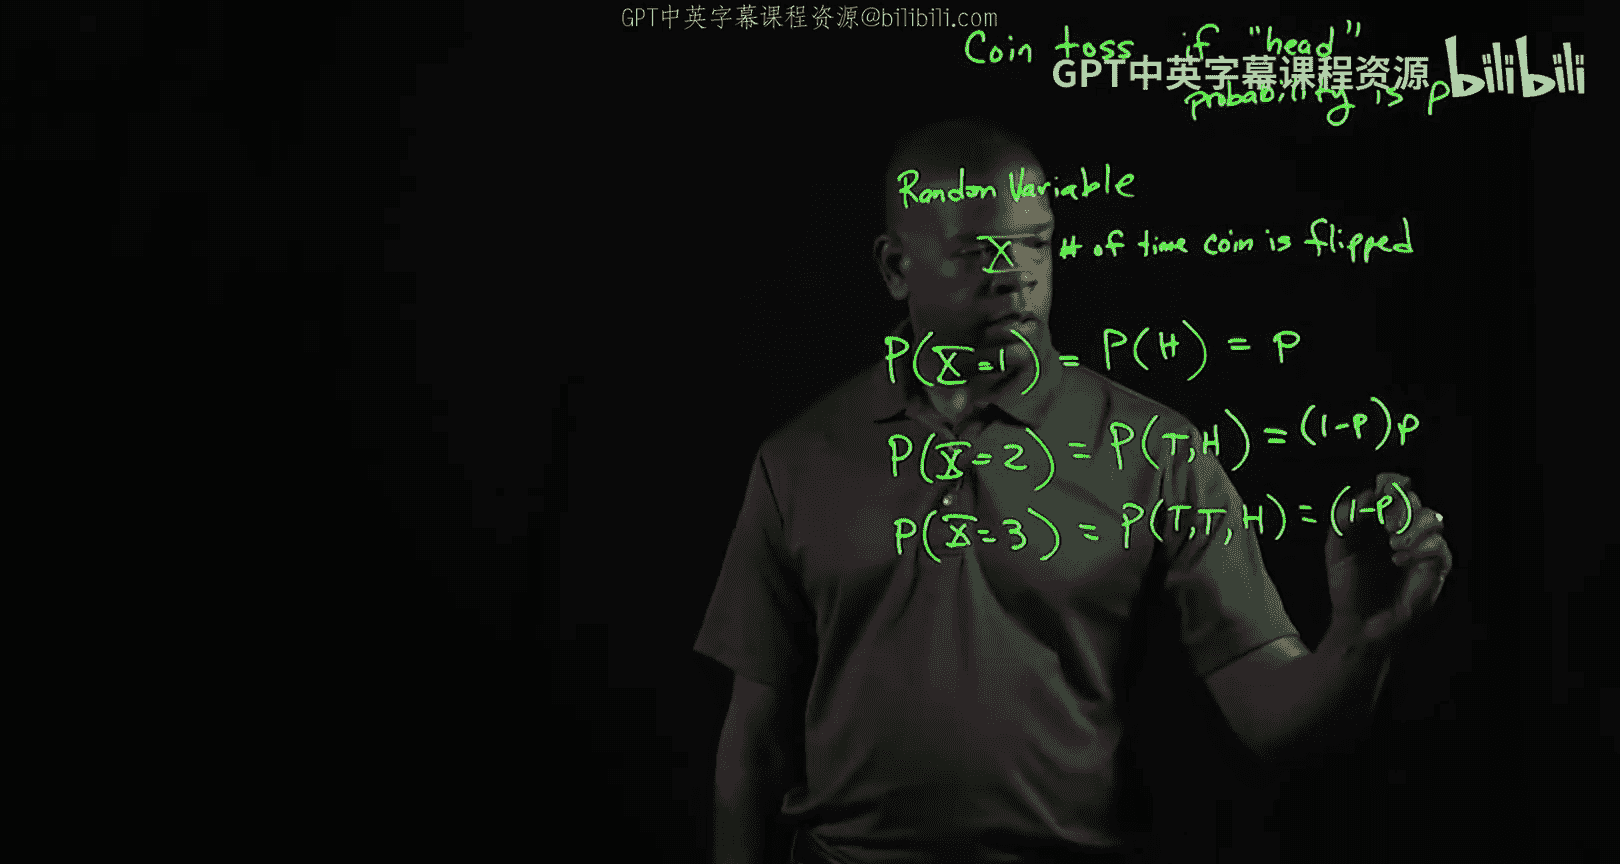 GPT中英字幕课程资源@bilibili.com
Coin toss if "head"
GPT中英字幕课程资源 bilibili
probability is p
Random Variable
X # of time coin is flipped
P(X=1) = P(H) = P
P(X=2) = P(T,H) = (1-P)P
P(X=3) = P(T,T,H) = (1-P)